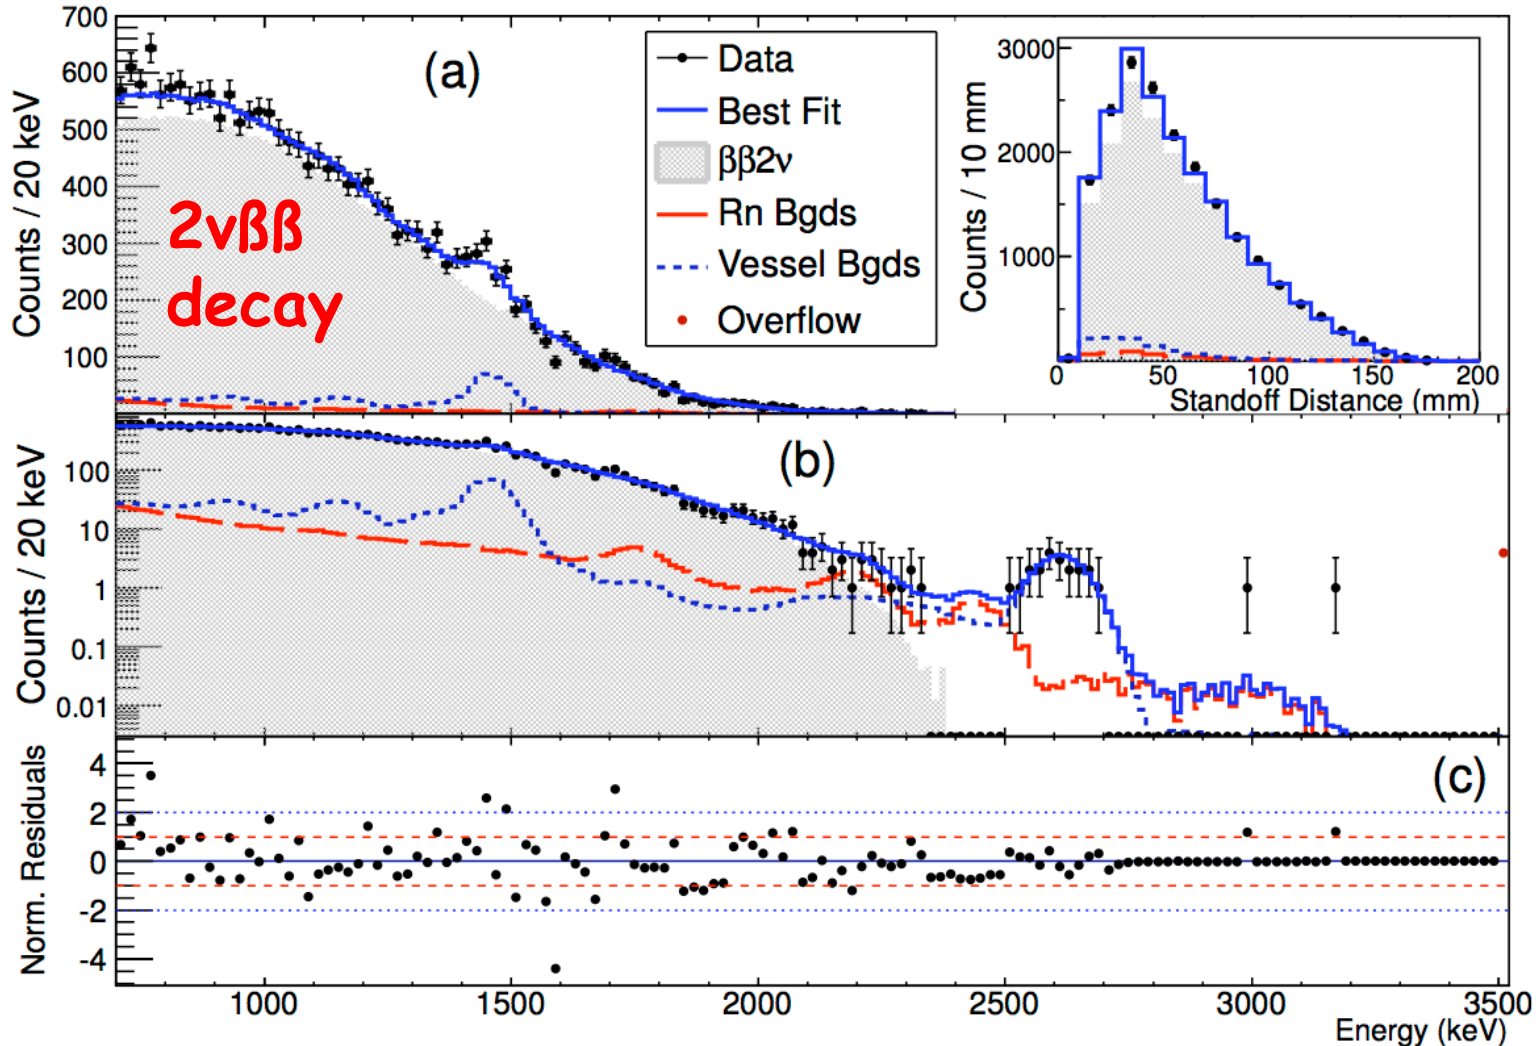 700
600
500
400
300
200
100
Counts / 20 keV
(a)
2νßß
decay
Data
Best Fit
ββ2ν
Rn Bgds
Vessel Bgds
Overflow
3000
2000
1000
Counts / 10 mm
0 50 100 150 200
Standoff Distance (mm)
100
10
1
0.1
0.01
Counts / 20 keV
(b)
4
2
0
-2
-4
Norm. Residuals
(c)
1000 1500 2000 2500 3000 3500
Energy (keV)